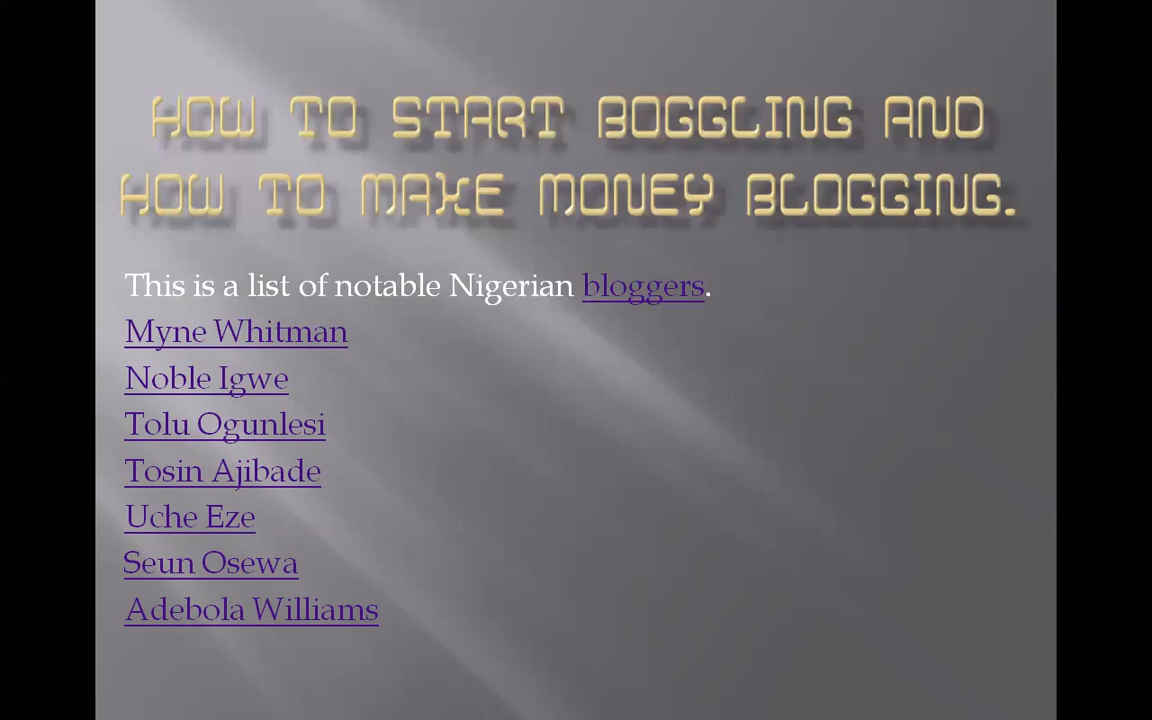 HOW TO START BOGGLING AND
HOW TO MAKE MONEY BLOGGING.
This is a list of notable Nigerian bloggers.
Myne Whitman
Noble Igwe
Tolu Ogunlesi
Tosin Ajibade
Uche Eze
Seun Osewa
Adebola Williams